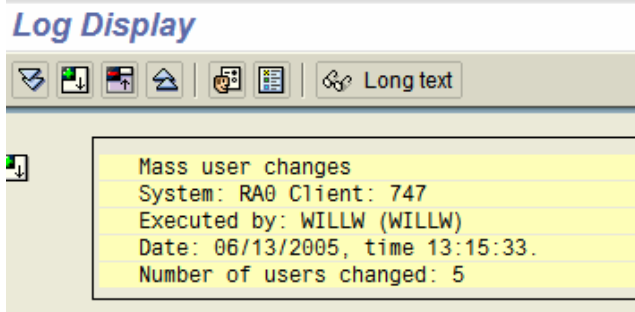 Log Display
Long text
Mass user changes
System: RA0 Client: 747
Executed by: WILLW (WILLW)
Date: 06/13/2005, time 13:15:33.
Number of users changed: 5